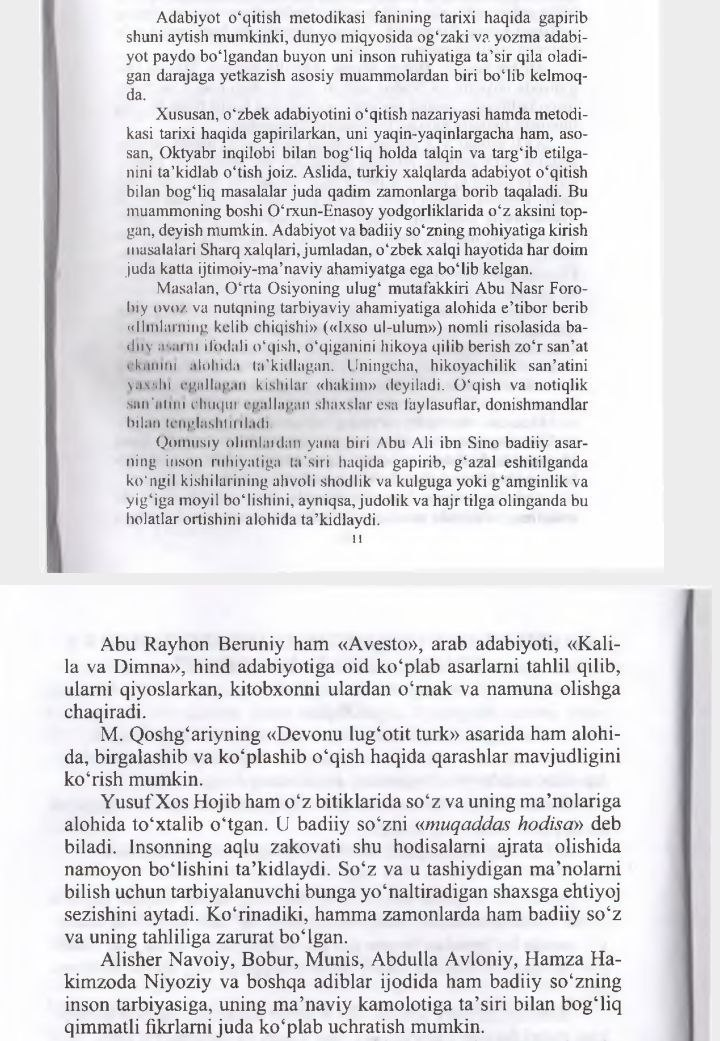 Adabiyot o‘qitish metodikasi fanining tarixi haqida gapirib
shuni aytish mumkinki, dunyo miqyosida og‘zaki va yozma adabi-
yot paydo bo‘lgandan buyon uni inson ruhiyatiga ta’sir qila oladi-
gan darajaga yetkazish asosiy muammolardan biri bo‘lib kelmoq-
da.
Xususan, o‘zbek adabiyotini o‘qitish nazariyasi hamda metodi-
kasi tarixi haqida gapirilarkan, uni yaqin-yaqinlargacha ham, aso-
san, Oktyabr inqilobi bilan bog‘liq holda talqin va targ‘ib etilga-
nini ta’kidlab o‘tish joiz. Aslida, turkiy xalqlarda adabiyot o‘qitish
bilan bog‘liq masalalar juda qadim zamonlarga borib taqaladi. Bu
muammoning boshi O‘rxun-Enasoy yodgorliklarida o‘z aksini top-
gan, deyish mumkin. Adabiyot va badiiy so‘zning mohiyatiga kirish
masalalari Sharq xalqlari, jumladan, o‘zbek xalqi hayotida har doim
juda katta ijtimoiy-ma’naviy ahamiyatga ega bo‘lib kelgan.
Masalan, O‘rta Osiyoning ulug‘ mutafakkiri Abu Nasr Foro-
biy ovoz va nutqning tarbiyaviy ahamiyatiga alohida e’tibor berib
«Ilmlarning kelib chiqishi» («Ixso ul-ulum») nomli risolasida ba-
diiy asarni ifodali o‘qish, o‘qiganini hikoya qilib berish zo‘r san’at
ekanini alohida ta’kidlagan. Uningcha, hikoyachilik san’atini
yaxshi egallagan kishilar «hakim» deyiladi. O‘qish va notiqlik
san’atini chuqur egallagan shaxslar esa faylasuflar, donishmandlar
bilan tenglashtiriladi.
Qomusiy olimlardan yana biri Abu Ali ibn Sino badiiy asar-
ning inson ruhiyatiga ta’siri haqida gapirib, g‘azal eshitilganda
ko‘ngil kishilarining ahvoli shodlik va kulguga yoki g‘amginlik va
yig‘iga moyil bo‘lishini, ayniqsa, judolik va hajr tilga olinganda bu
holatlar ortishini alohida ta’kidlaydi.
11
Abu Rayhon Beruniy ham «Avesto», arab adabiyoti, «Kali-
la va Dimna», hind adabiyotiga oid ko‘plab asarlarni tahlil qilib,
ularni qiyoslarkan, kitobxonni ulardan o‘rnak va namuna olishga
chaqiradi.
M. Qoshg‘ariyning «Devonu lug‘otit turk» asarida ham alohi-
da, birgalashib va ko‘plashib o‘qish haqida qarashlar mavjudligini
ko‘rish mumkin.
Yusuf Xos Hojib ham o‘z bitiklarida so‘z va uning ma’nolariga
alohida to‘xtalib o‘tgan. U badiiy so‘zni «muqaddas hodisa» deb
biladi. Insonning aqlu zakovati shu hodisalarni ajrata olishida
namoyon bo‘lishini ta’kidlaydi. So‘z va u tashiydigan ma’nolarni
bilish uchun tarbiyalanuvchi bunga yo‘naltiradigan shaxsga ehtiyoj
sezishini aytadi. Ko‘rinadiki, hamma zamonlarda ham badiiy so‘z
va uning tahliliga zarurat bo‘lgan.
Alisher Navoiy, Bobur, Munis, Abdulla Avloniy, Hamza Ha-
kimzoda Niyoziy va boshqa adiblar ijodida ham badiiy so‘zning
inson tarbiyasiga, uning ma’naviy kamolotiga ta’siri bilan bog‘liq
qimmatli fikrlarni juda ko‘plab uchratish mumkin.